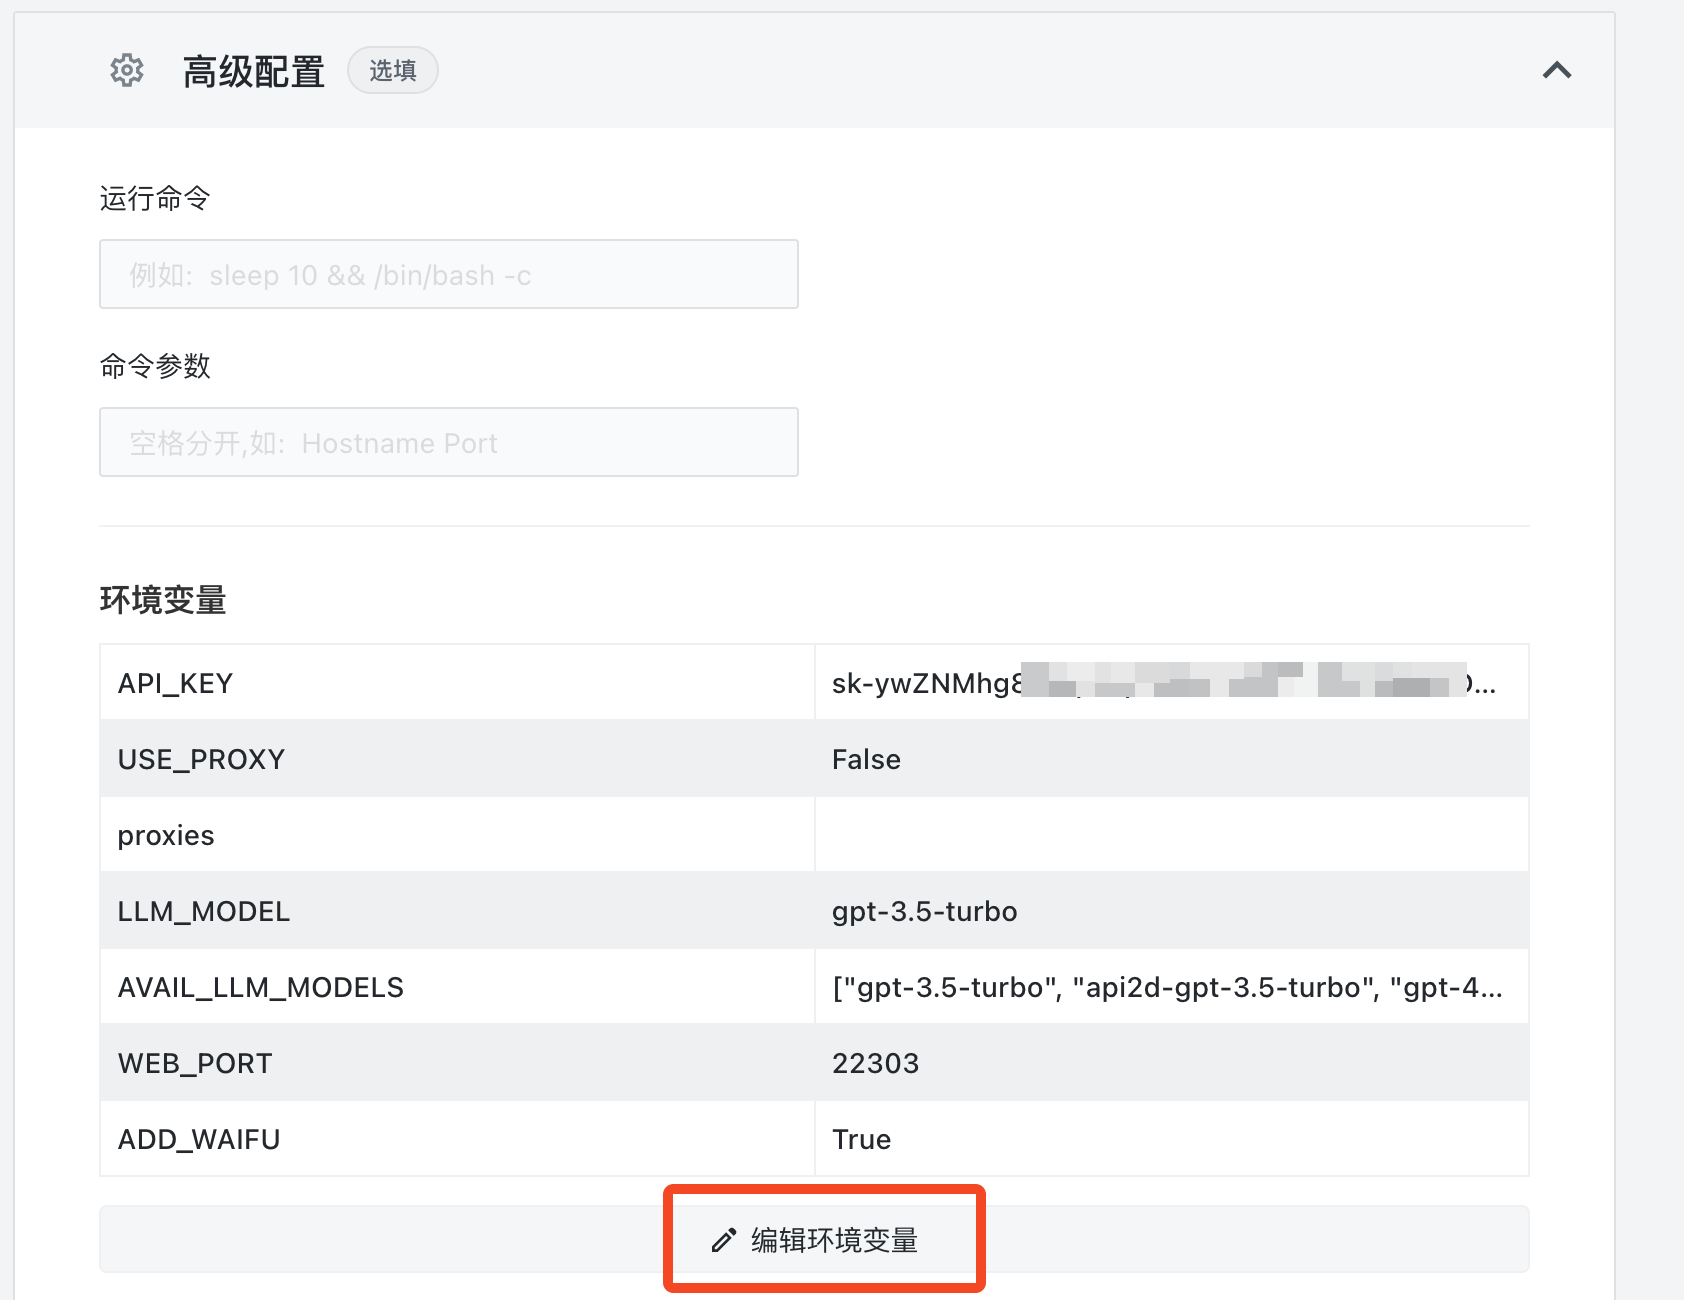 高级配置 选填
运行命令
例如: sleep 10 && /bin/bash -c
命令参数
空格分开,如: Hostname Port
环境变量
API_KEY sk-ywZNMhg8
USE_PROXY False
proxies
LLM_MODEL gpt-3.5-turbo
AVAIL_LLM_MODELS ["gpt-3.5-turbo", "api2d-gpt-3.5-turbo", "gpt-4...
WEB_PORT 22303
ADD_WAIFU True
编辑环境变量